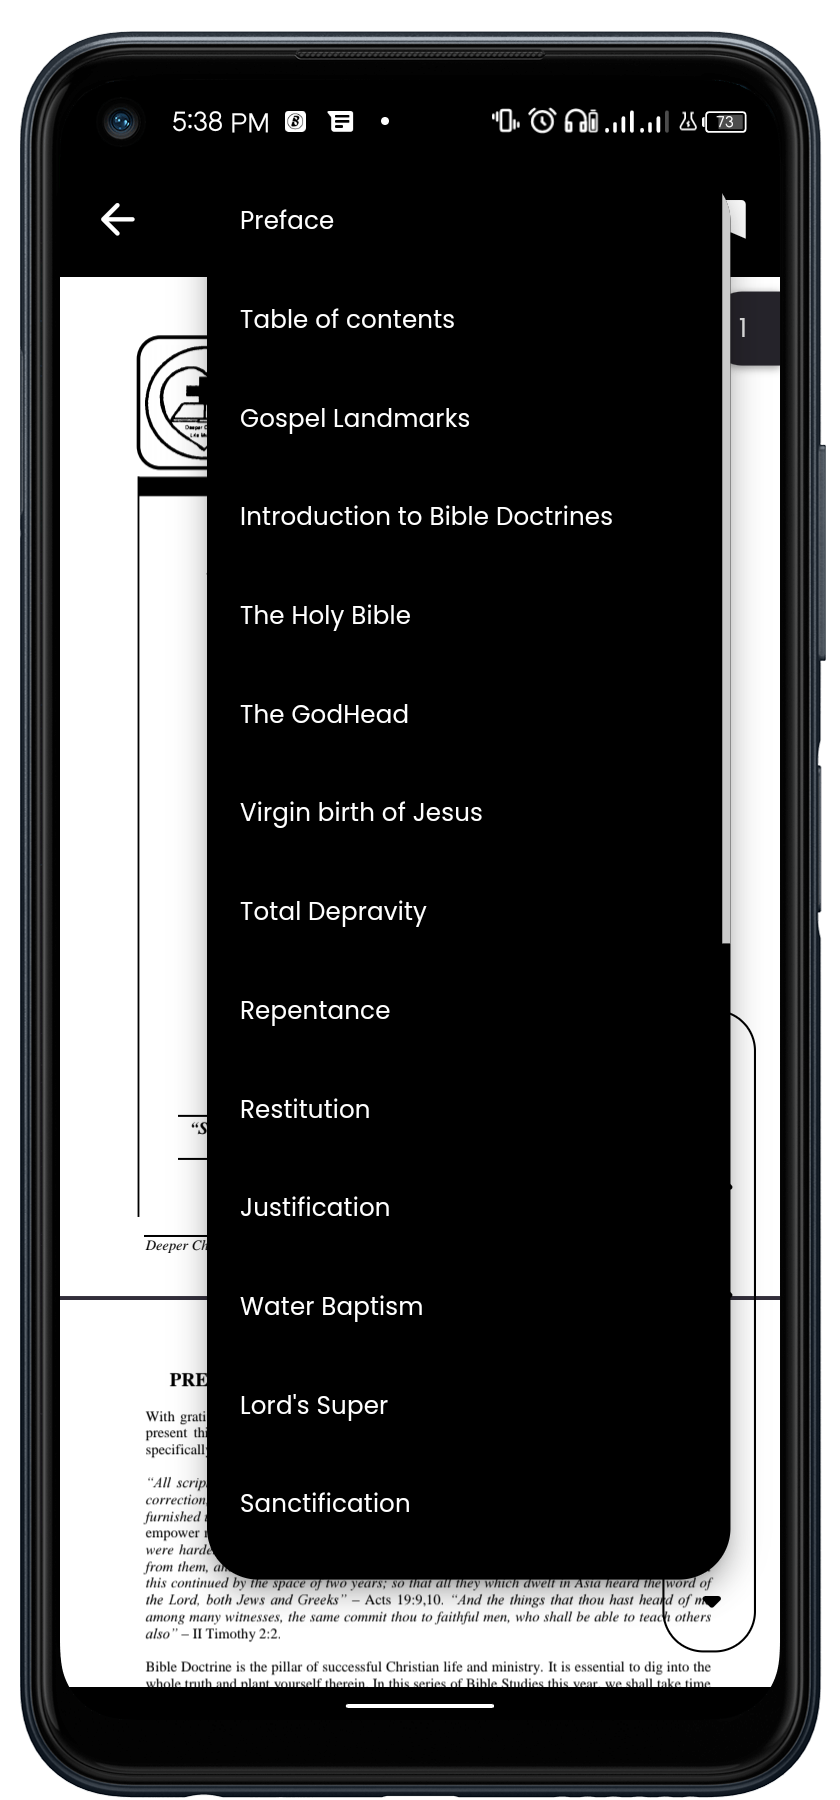 5:38 PM
73
Preface
1
Table of contents
Gospel Landmarks
Introduction to Bible Doctrines
The Holy Bible
The GodHead
Virgin birth of Jesus
Total Depravity
Repentance
Restitution
“S
Justification
Deeper Ch
Water Baptism
PRE
Lord's Super
With grati
present thi
specifically
“All scrip
Sanctification
correction,
furnished
empower
were harde
from them, an
this continued by the space of two years; so that all they which dwelt in Asia heard the word of
the Lord, both Jews and Greeks” – Acts 19:9,10. “And the things that thou hast heard of me
among many witnesses, the same commit thou to faithful men, who shall be able to teach others
also” – II Timothy 2:2.
Bible Doctrine is the pillar of successful Christian life and ministry. It is essential to dig into the
whole truth and plant yourself therein. In this series of Bible Studies this year, we shall take time